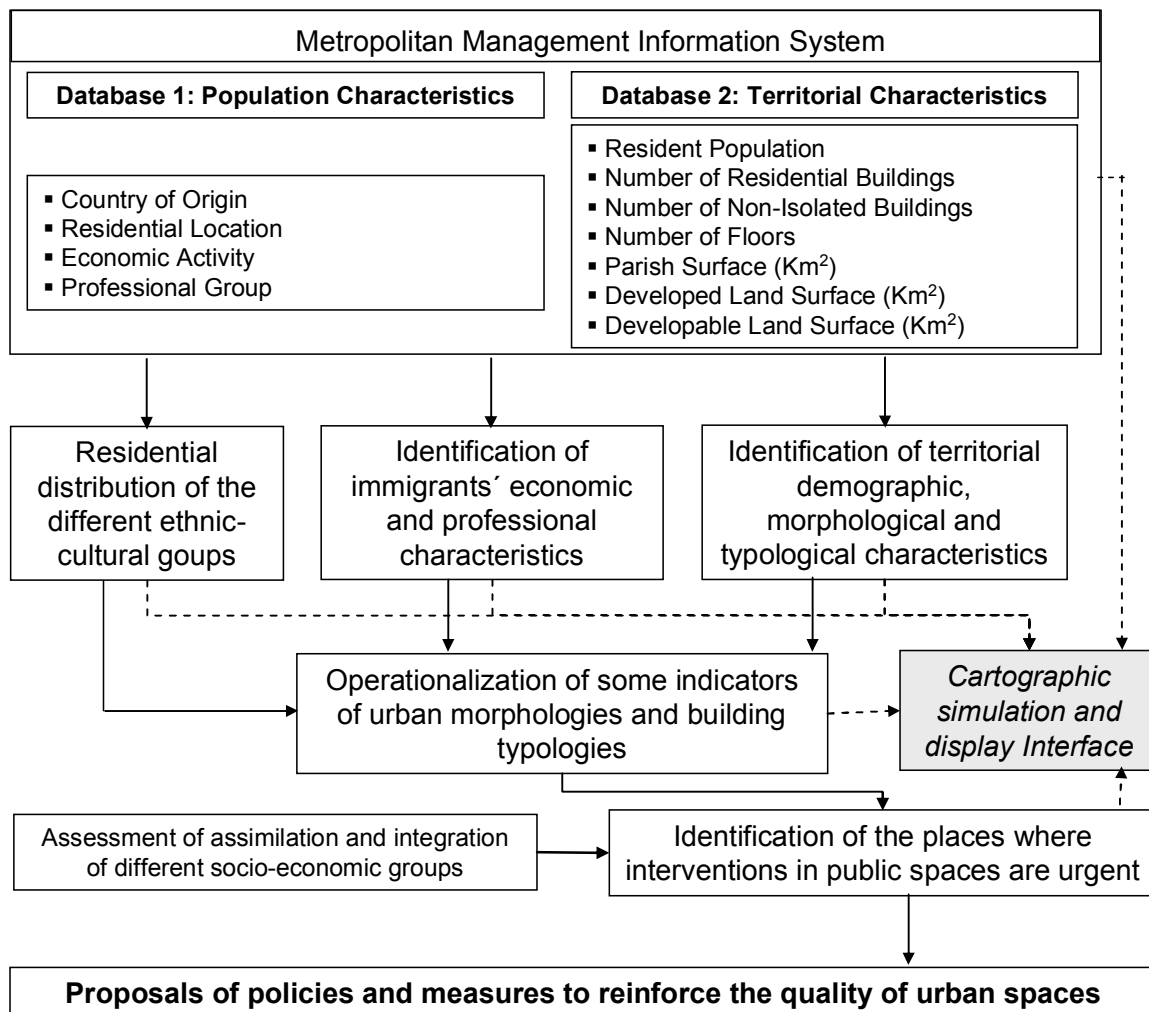 Metropolitan Management Information System
Database 1: Population Characteristics
Database 2: Territorial Characteristics
▪ Country of Origin
▪ Residential Location
▪ Economic Activity
▪ Professional Group
▪ Resident Population
▪ Number of Residential Buildings
▪ Number of Non-Isolated Buildings
▪ Number of Floors
▪ Parish Surface (Km²)
▪ Developed Land Surface (Km²)
▪ Developable Land Surface (Km²)
Residential
distribution of the
different ethnic-
cultural goups
Identification of
immigrants´ economic
and professional
characteristics
Identification of territorial
demographic,
morphological and
typological characteristics
Operationalization of some indicators
of urban morphologies and building
typologies
Cartographic
simulation and
display Interface
Assessment of assimilation and integration
of different socio-economic groups
Identification of the places where
interventions in public spaces are urgent
Proposals of policies and measures to reinforce the quality of urban spaces